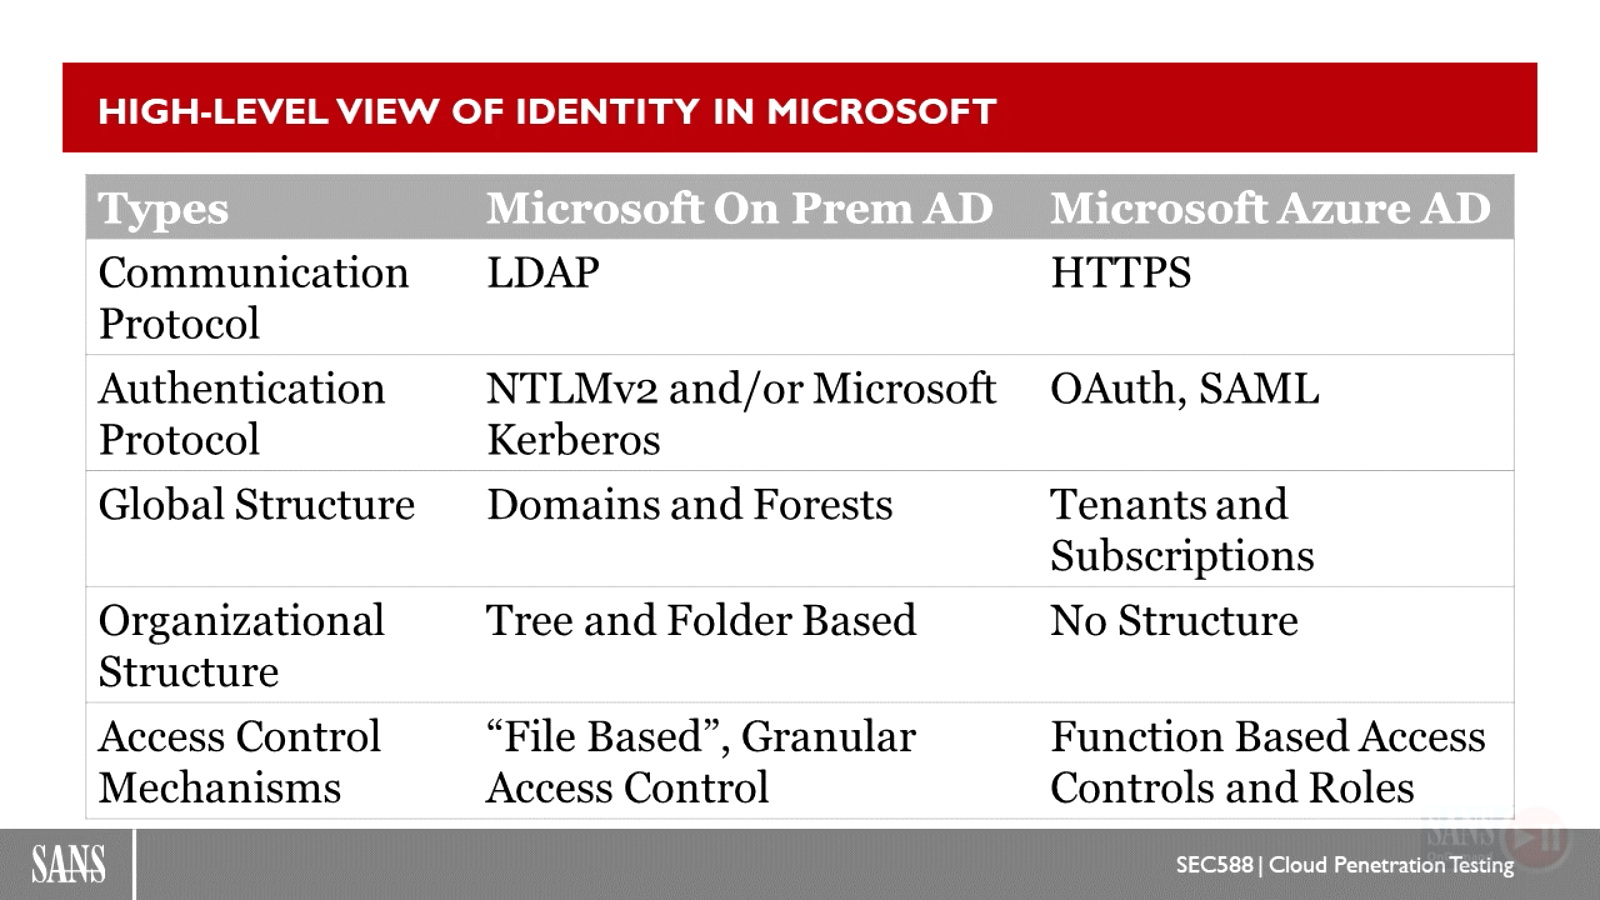 HIGH-LEVEL VIEW OF IDENTITY IN MICROSOFT
Types Microsoft On Prem AD Microsoft Azure AD
Communication Protocol LDAP HTTPS
Authentication Protocol NTLMv2 and/or Microsoft Kerberos OAuth, SAML
Global Structure Domains and Forests Tenants and Subscriptions
Organizational Structure Tree and Folder Based No Structure
Access Control Mechanisms “File Based”, Granular Access Control Function Based Access Controls and Roles
SANS
SANS
SEC588 | Cloud Penetration Testing